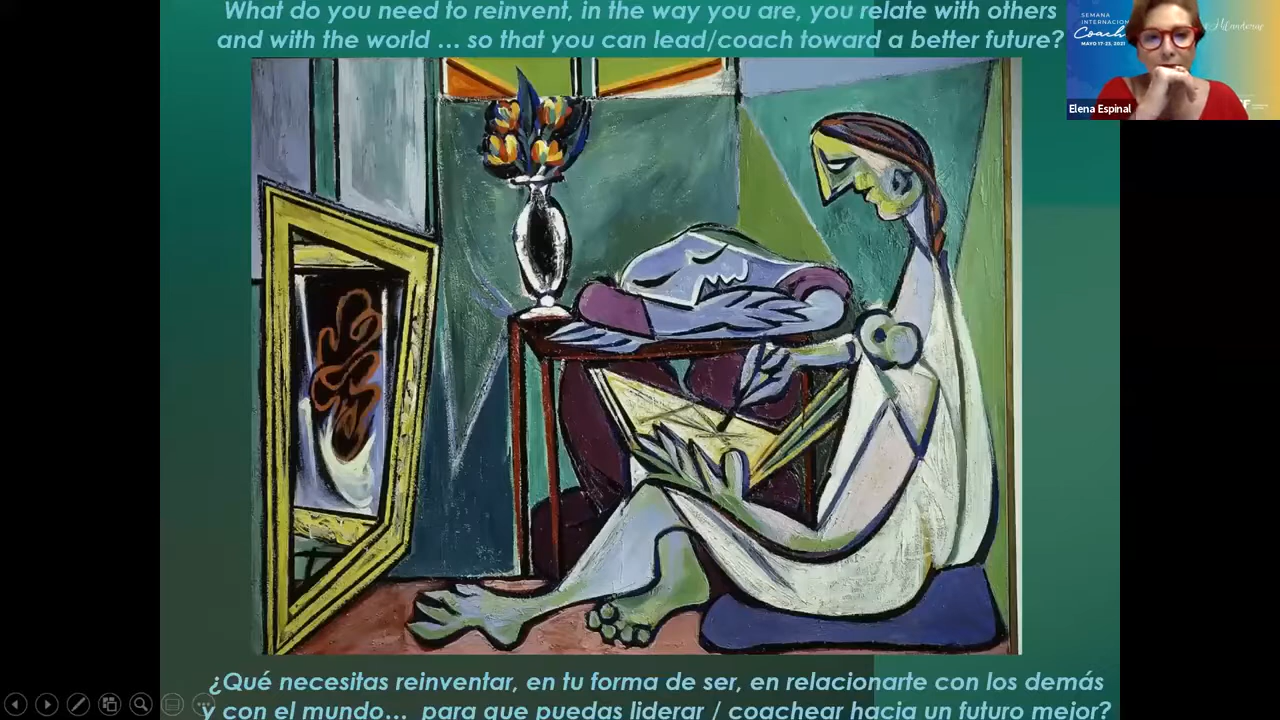 What do you need to reinvent, in the way you are, you relate with others
and with the world ... so that you can lead/coach toward a better future?
SEMANA
INTERNACION
Coach
MAYO 17-23, 2021
Hilanderas
Elena Espinal
¿Qué necesitas reinventar, en tu forma de ser, en relacionarte con los demás
y con el mundo... para que puedas liderar / coachear hacia un futuro mejor?